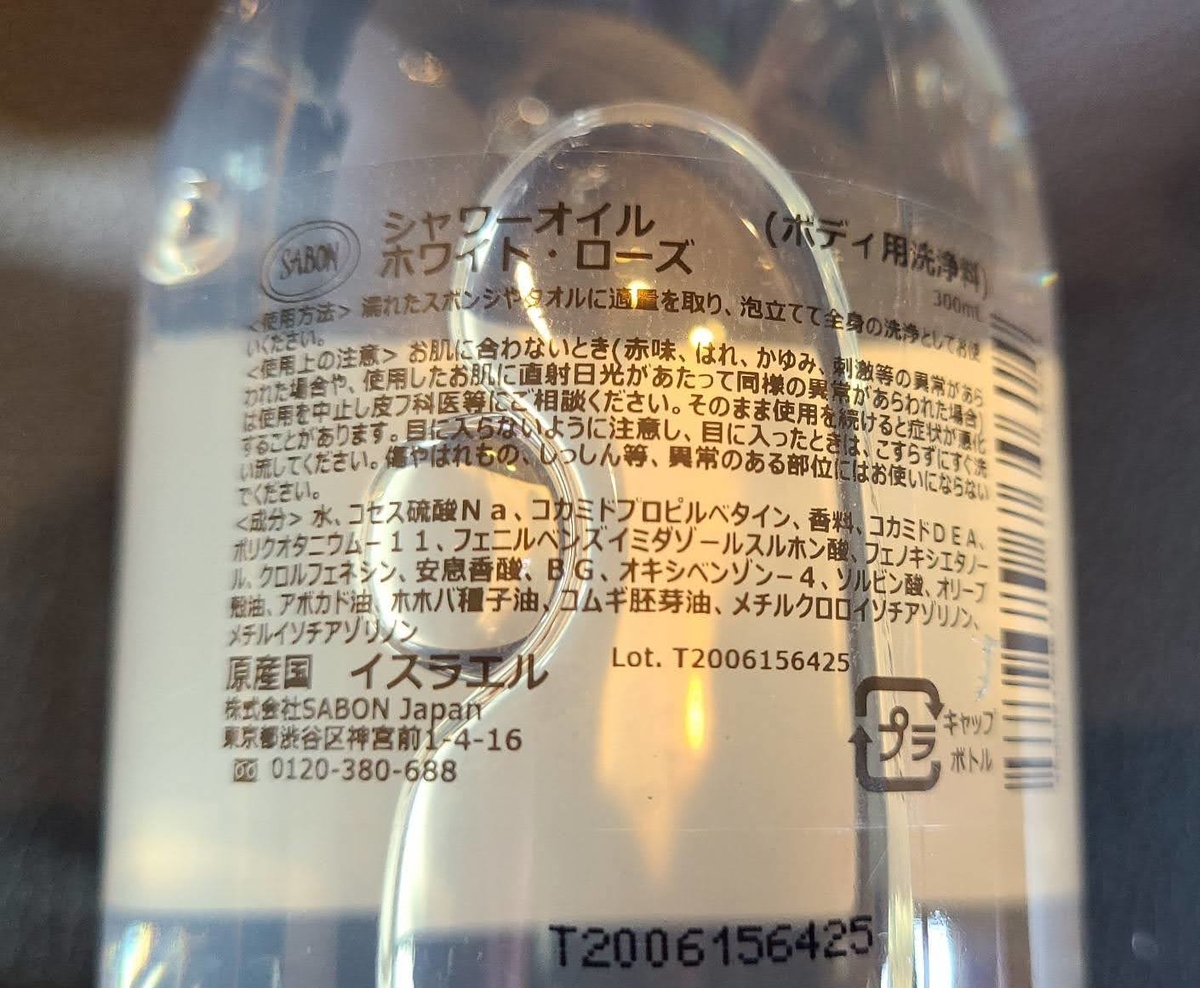 SABON
シャワーオイル
ホワイト・ローズ
(ボディ用洗浄料)
300mL
<使用方法> 濡れたスポンジやタオルに適量を取り、泡立てて全身の洗浄としてお使
いください。
<使用上の注意> お肌に合わないとき(赤味、はれ、かゆみ、刺激等の異常があら
われた場合や、使用したお肌に直射日光があたって同様の異常があらわれた場合)
は使用を中止し皮フ科医等にご相談ください。そのまま使用を続けると症状が悪化
することがあります。目に入らないように注意し、目に入ったときは、こすらずにすぐ洗
い流してください。傷やはれもの、しっしん等、異常のある部位にはお使いにならない
でください。
<成分> 水、コセス硫酸Ｎａ、コカミドプロピルベタイン、香料、コカミドＤＥＡ、
ポリクオタニウム－１１、フェニルベンズイミダゾールスルホン酸、フェノキシエタノー
ル、クロルフェネシン、安息香酸、ＢＧ、オキシベンゾン－４、ソルビン酸、オリーブ
殻油、アボカド油、ホホバ種子油、コムギ胚芽油、メチルクロロイソチアゾリノン、
メチルイソチアゾリノン
原産国 イスラエル
Lot. T2006156425
株式会社SABON Japan
東京都渋谷区神宮前1-4-16
0120-380-688
プラ
キャップ
ボトル
T2006156425